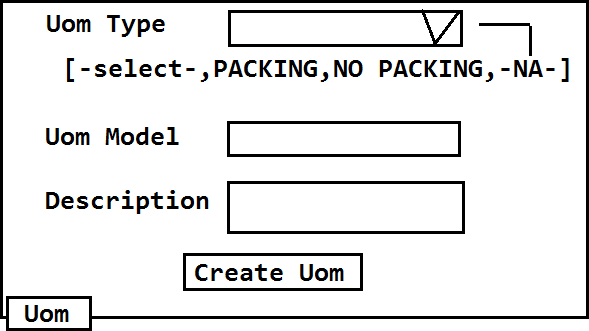 Uom Type
[-select-,PACKING,NO PACKING,-NA-]
Uom Model
Description
Create Uom
Uom